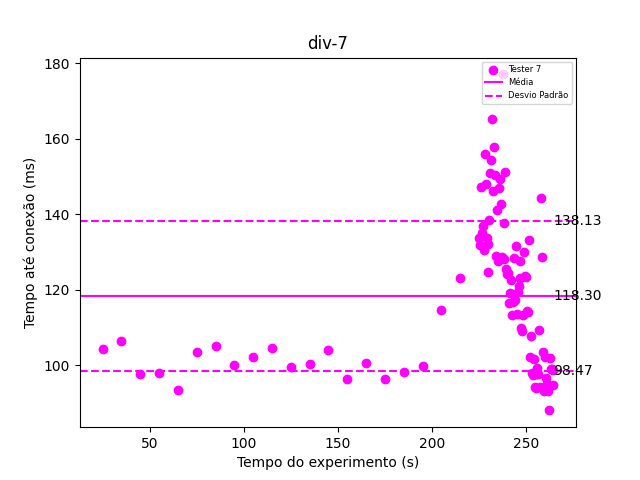 div-7
Tester 7
Média
Desvio Padrão
180
160
140
120
100
138.13
118.30
98.47
50
100
150
200
250
Tempo até conexão (ms)
Tempo do experimento (s)